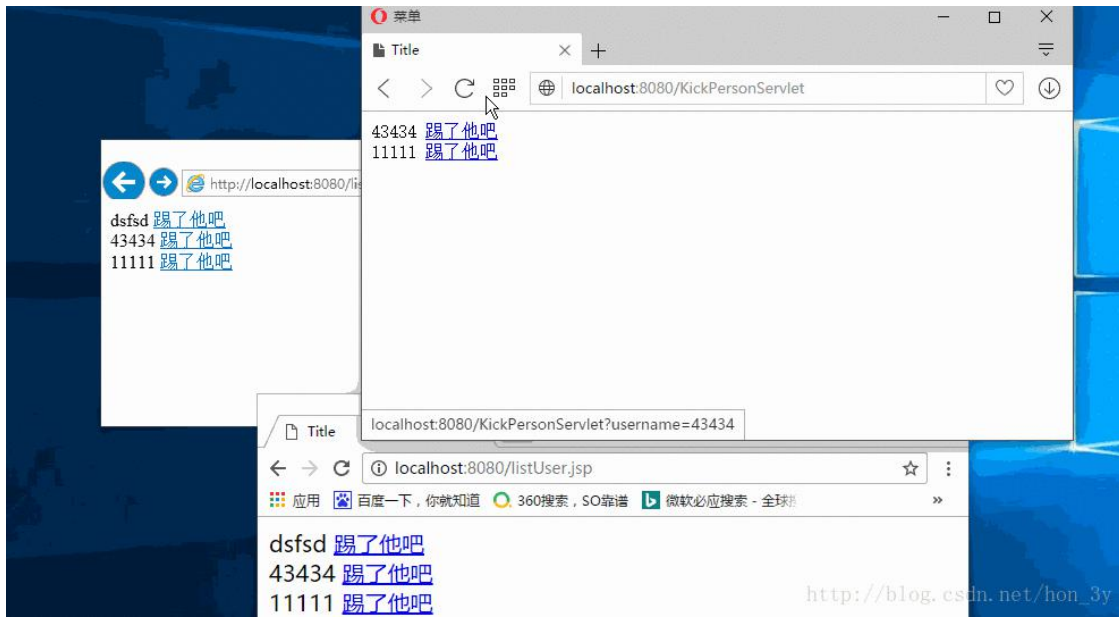 菜单
Title
localhost:8080/KickPersonServlet
43434 踢了他吧
11111 踢了他吧
http://localhost:8080/lis
dsfsd 踢了他吧
43434 踢了他吧
11111 踢了他吧
localhost:8080/KickPersonServlet?username=43434
Title
localhost:8080/listUser.jsp
应用 百度一下，你就知道 360搜索，SO靠谱 微软必应搜索 - 全球
dsfsd 踢了他吧
43434 踢了他吧
11111 踢了他吧
http://blog.csdn.net/hon_3y